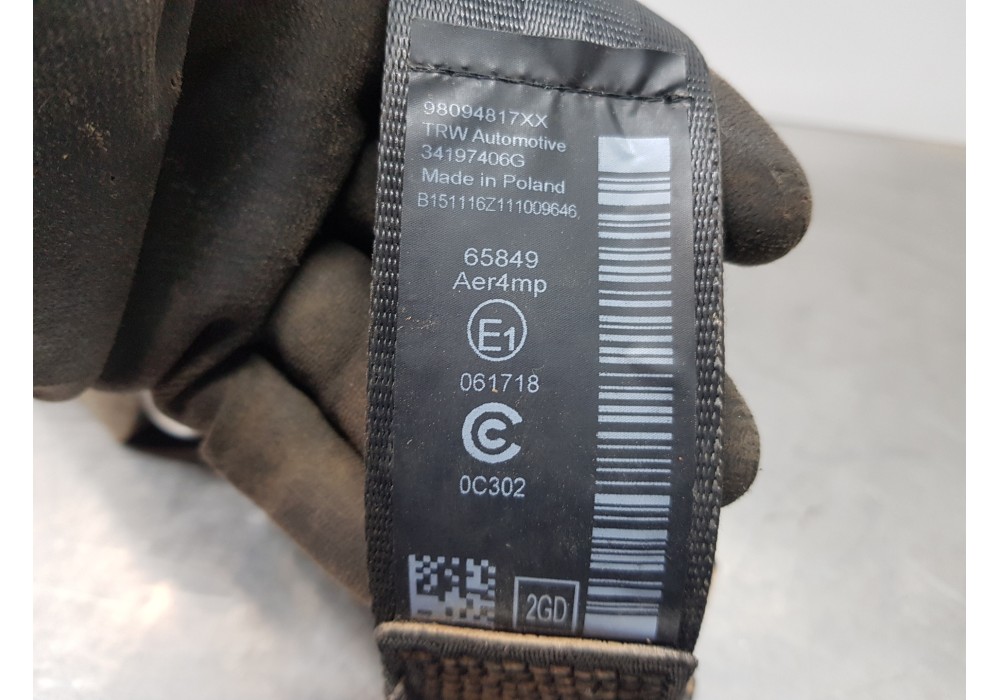 98094817XX
TRW Automotive
34197406G
Made in Poland
B151116Z111009646
65849
Aer4mp
E1
061718
C
0C302
2GD